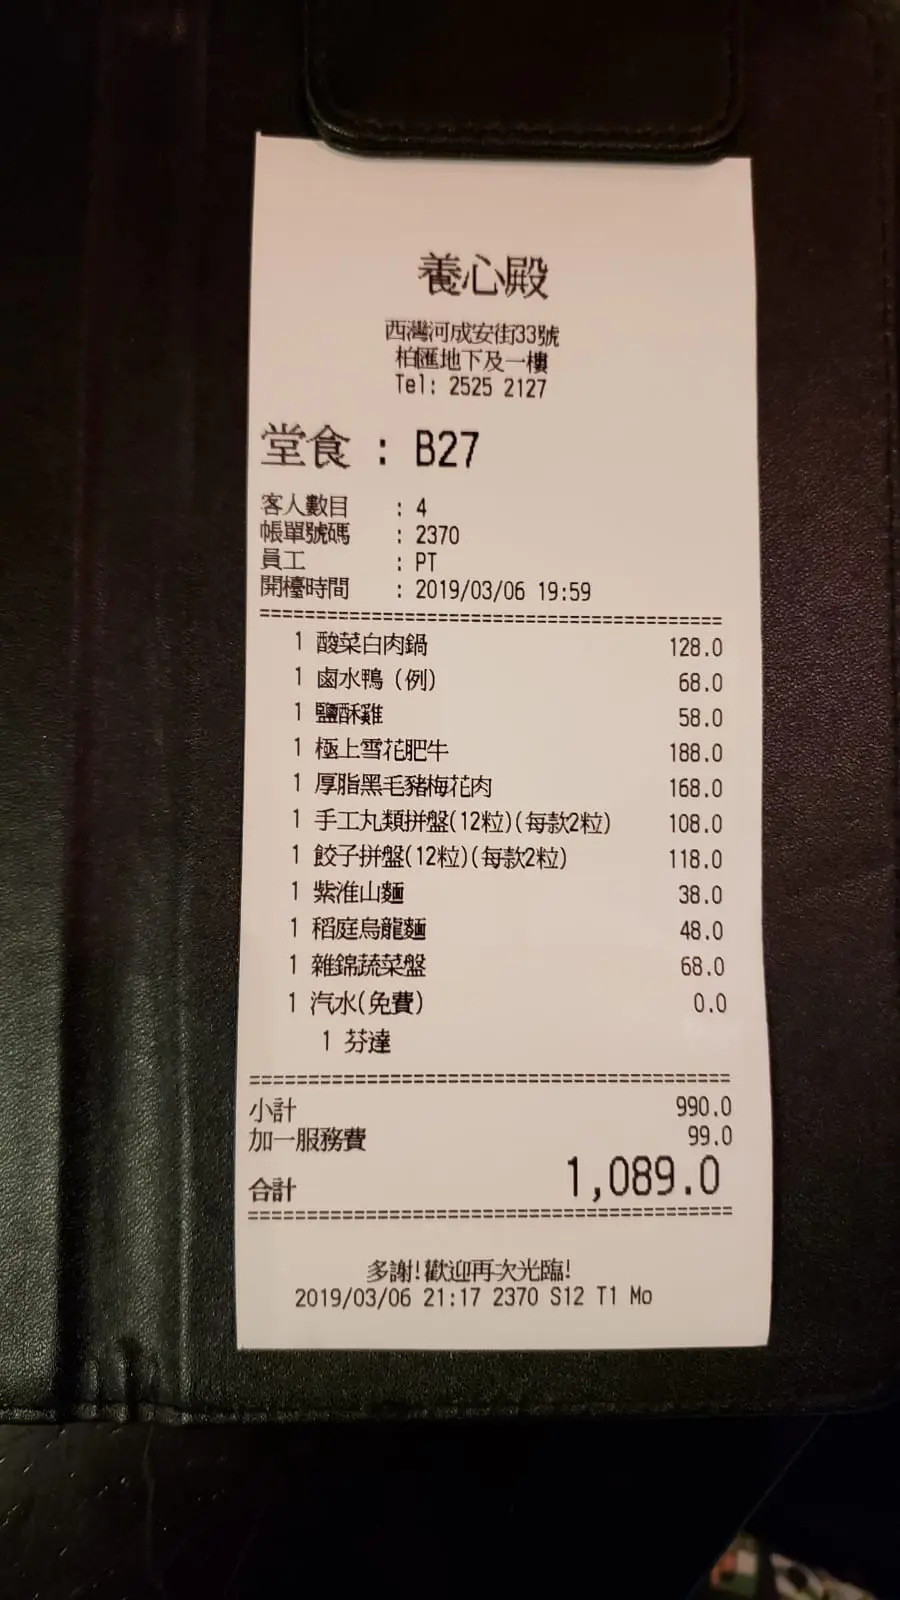 養心殿
西灣河成安街33號
柏匯地下及一樓
Tel: 2525 2127
堂食 : B27
客人數目 : 4
帳單號碼 : 2370
員工 : PT
開檯時間 : 2019/03/06 19:59
1 酸菜白肉鍋 128.0
1 鹵水鴨(例) 68.0
1 鹽酥雞 58.0
1 極上雪花肥牛 188.0
1 厚脂黑毛豬梅花肉 168.0
1 手工丸類拼盤(12粒)(每款2粒) 108.0
1 餃子拼盤(12粒)(每款2粒) 118.0
1 紫淮山麵 38.0
1 稻庭烏龍麵 48.0
1 雜錦蔬菜盤 68.0
1 汽水(免費) 0.0
1 芬達
小計 990.0
加一服務費 99.0
合計 1,089.0
多謝!歡迎再次光臨!
2019/03/06 21:17 2370 S12 T1 Mo